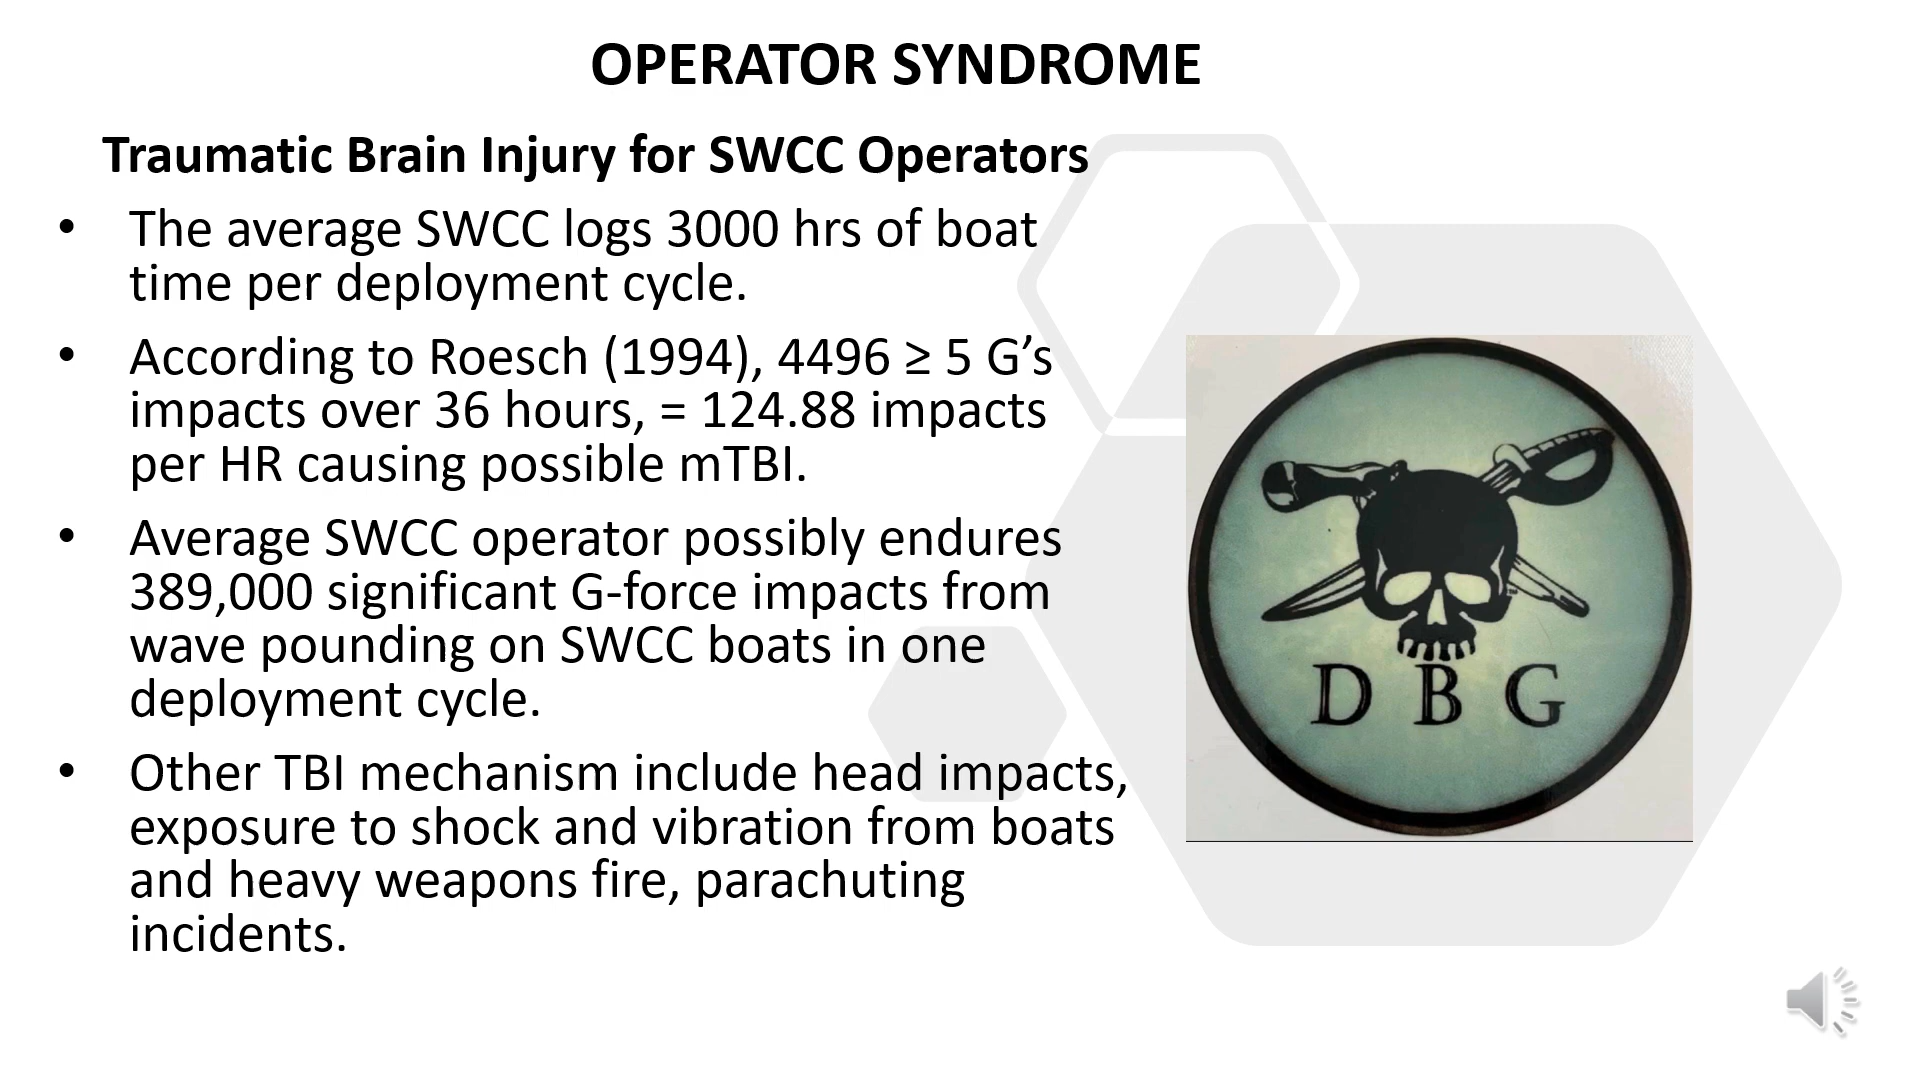 OPERATOR SYNDROME
Traumatic Brain Injury for SWCC Operators
• The average SWCC logs 3000 hrs of boat
time per deployment cycle.
• According to Roesch (1994), 4496 ≥ 5 G’s
impacts over 36 hours, = 124.88 impacts
per HR causing possible mTBI.
• Average SWCC operator possibly endures
389,000 significant G-force impacts from
wave pounding on SWCC boats in one
deployment cycle.
• Other TBI mechanism include head impacts,
exposure to shock and vibration from boats
and heavy weapons fire, parachuting
incidents.
D B G